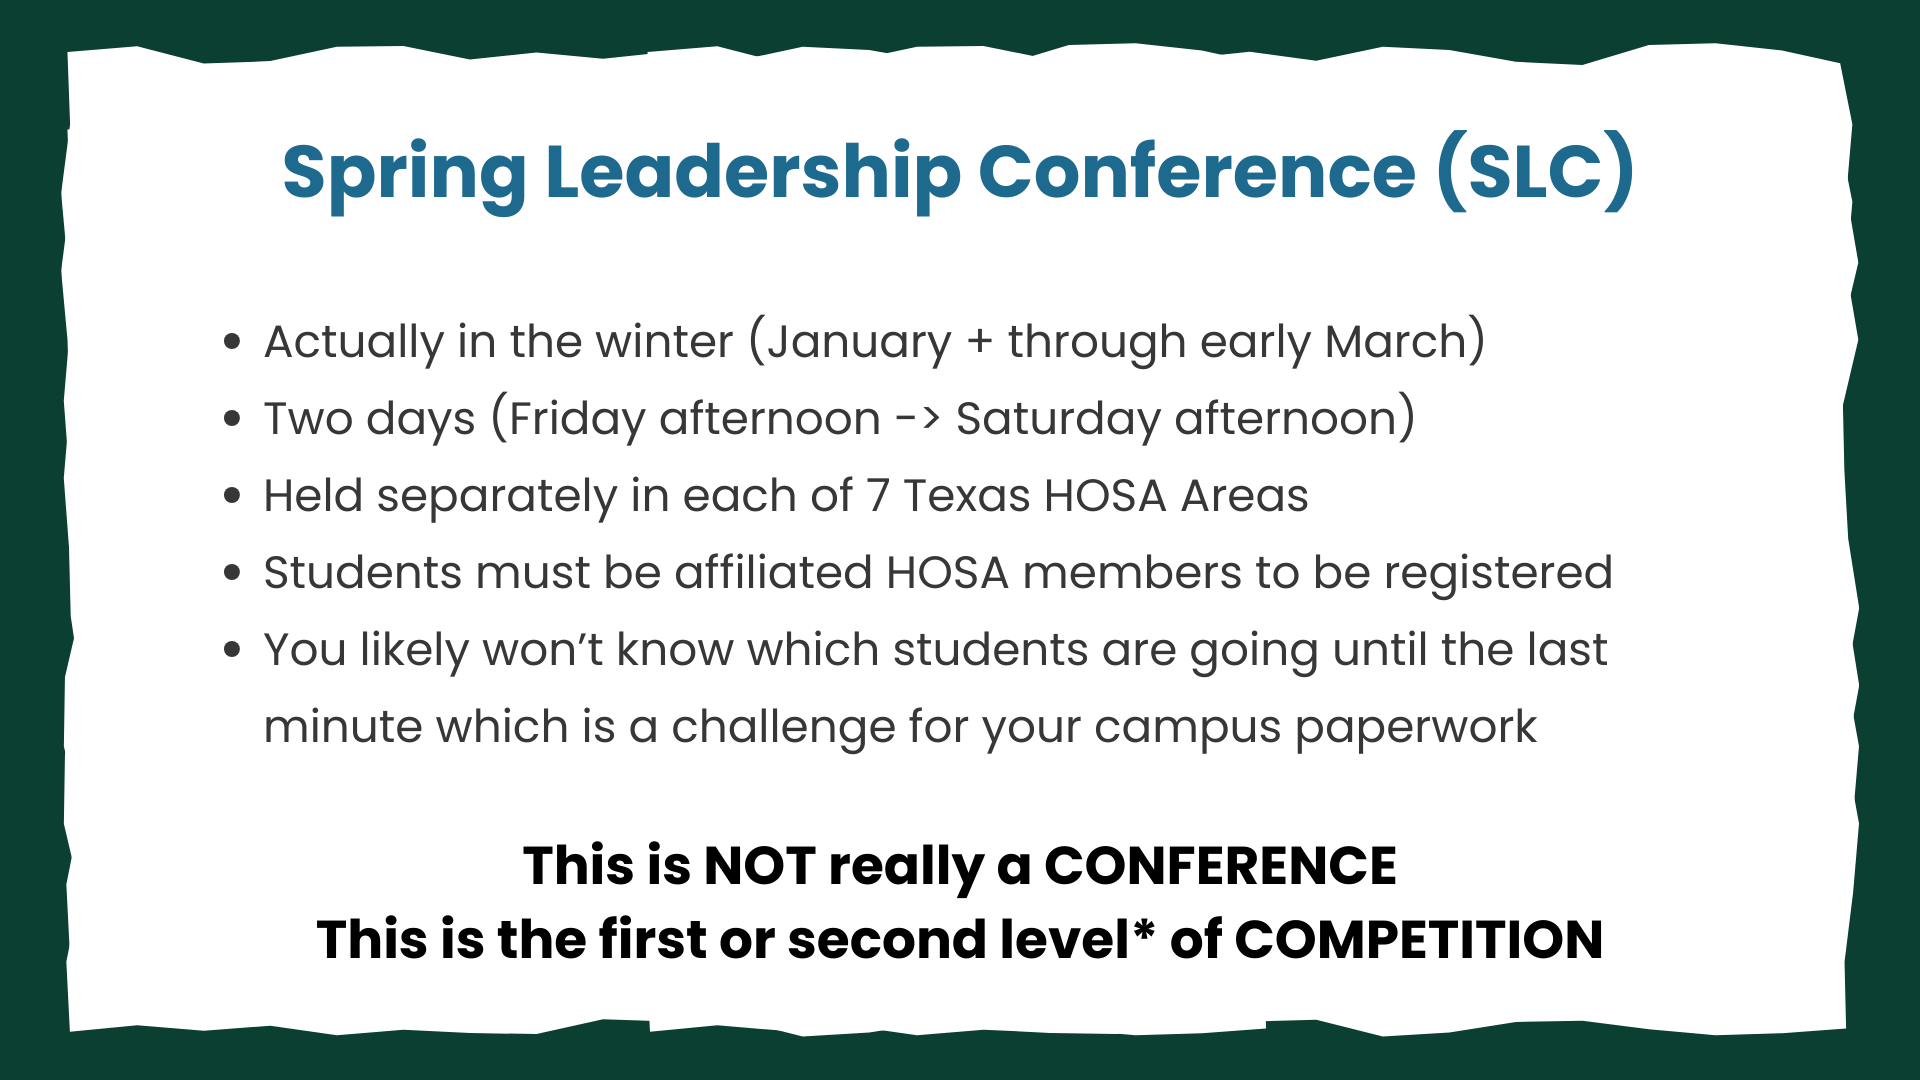 Spring Leadership Conference (SLC)
• Actually in the winter (January + through early March)
• Two days (Friday afternoon -> Saturday afternoon)
• Held separately in each of 7 Texas HOSA Areas
• Students must be affiliated HOSA members to be registered
• You likely won’t know which students are going until the last
minute which is a challenge for your campus paperwork
This is NOT really a CONFERENCE
This is the first or second level* of COMPETITION